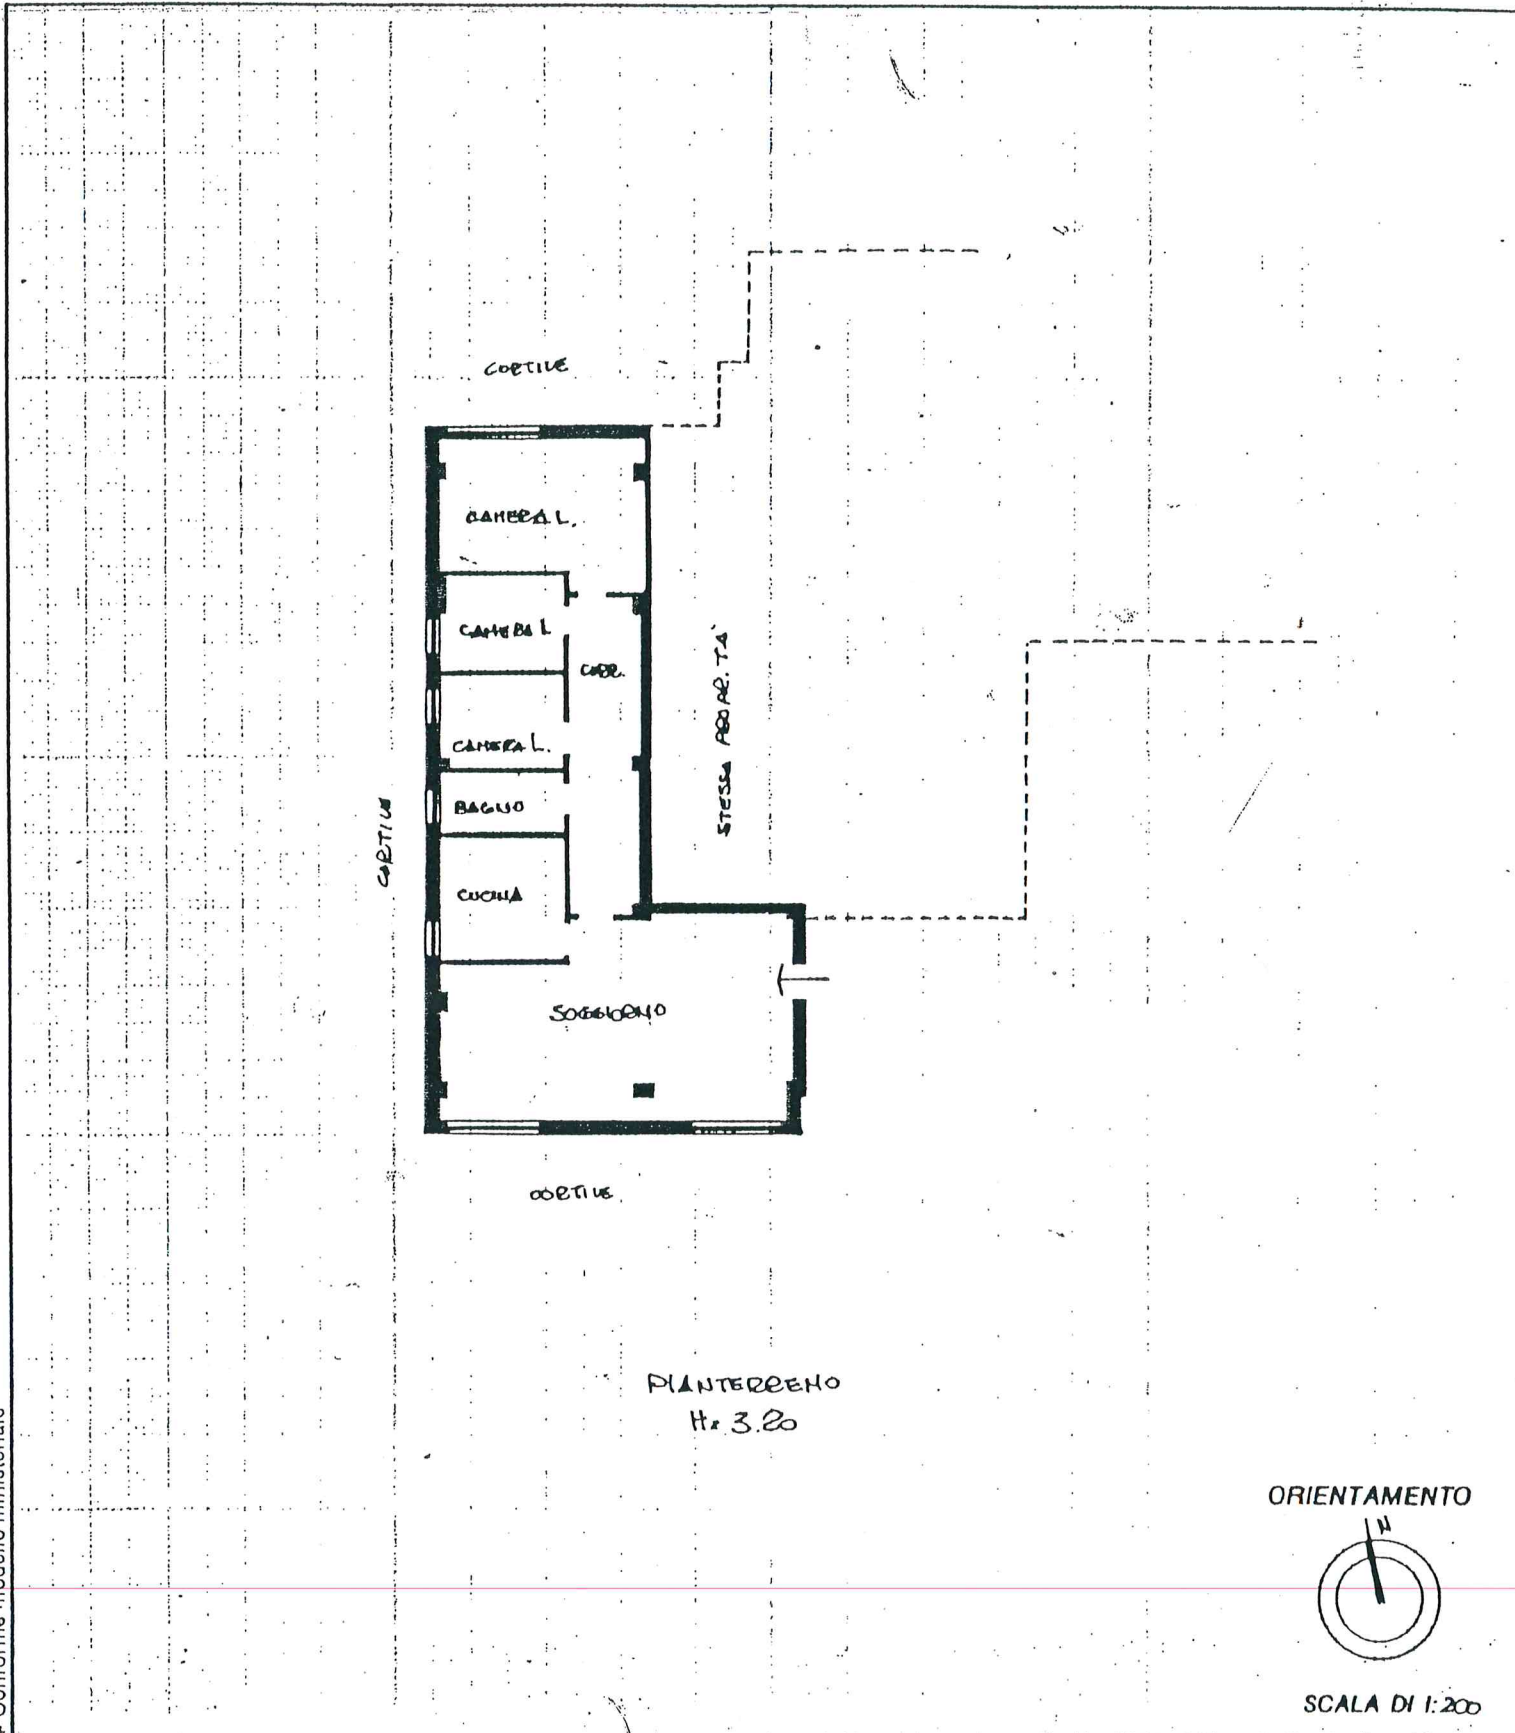 CORTILE
CAMERA L.
CAMERA L
CORR.
CAMERA L.
STESSA PROPR.TÀ
BAGNO
CORTILE
CUCINA
SOGGIORNO
CORTILE
PIANTERRENO
H= 3.20
ORIENTAMENTO
N
SCALA DI 1:200